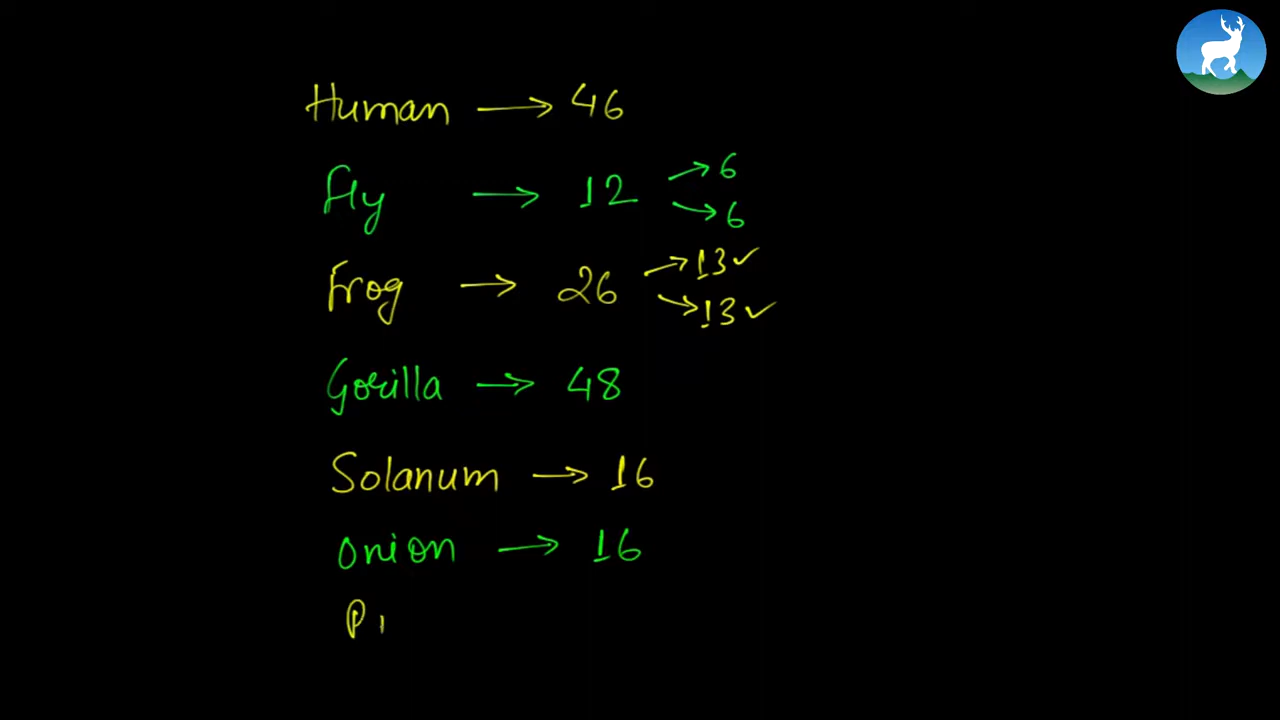 Human → 46
fly → 12 → 6
→ 6
Frog → 26 → 13 ✓
→ 13 ✓
Gorilla → 48
Solanum → 16
onion → 16
P